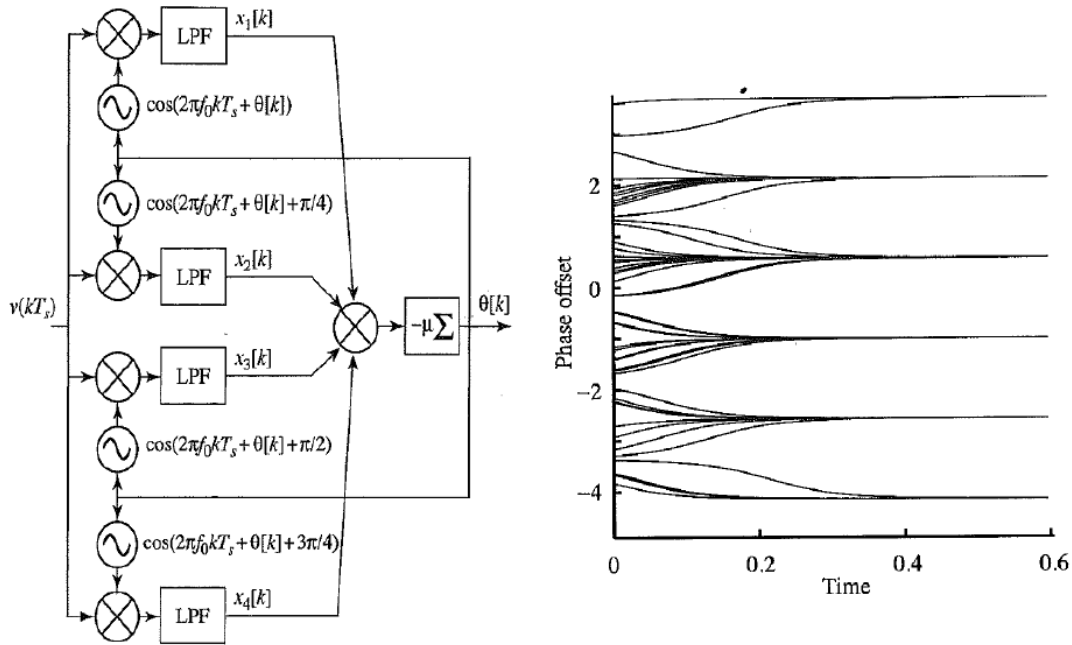 LPF
x₁[k]
cos(2πf₀kTₛ + θ[k])
cos(2πf₀kTₛ + θ[k] + π/4)
LPF
x₂[k]
v(kTₛ)
−μΣ
θ[k]
LPF
x₃[k]
cos(2πf₀kTₛ + θ[k] + π/2)
cos(2πf₀kTₛ + θ[k] + 3π/4)
LPF
x₄[k]
Phase offset
2
0
−2
−4
0
0.2
0.4
0.6
Time